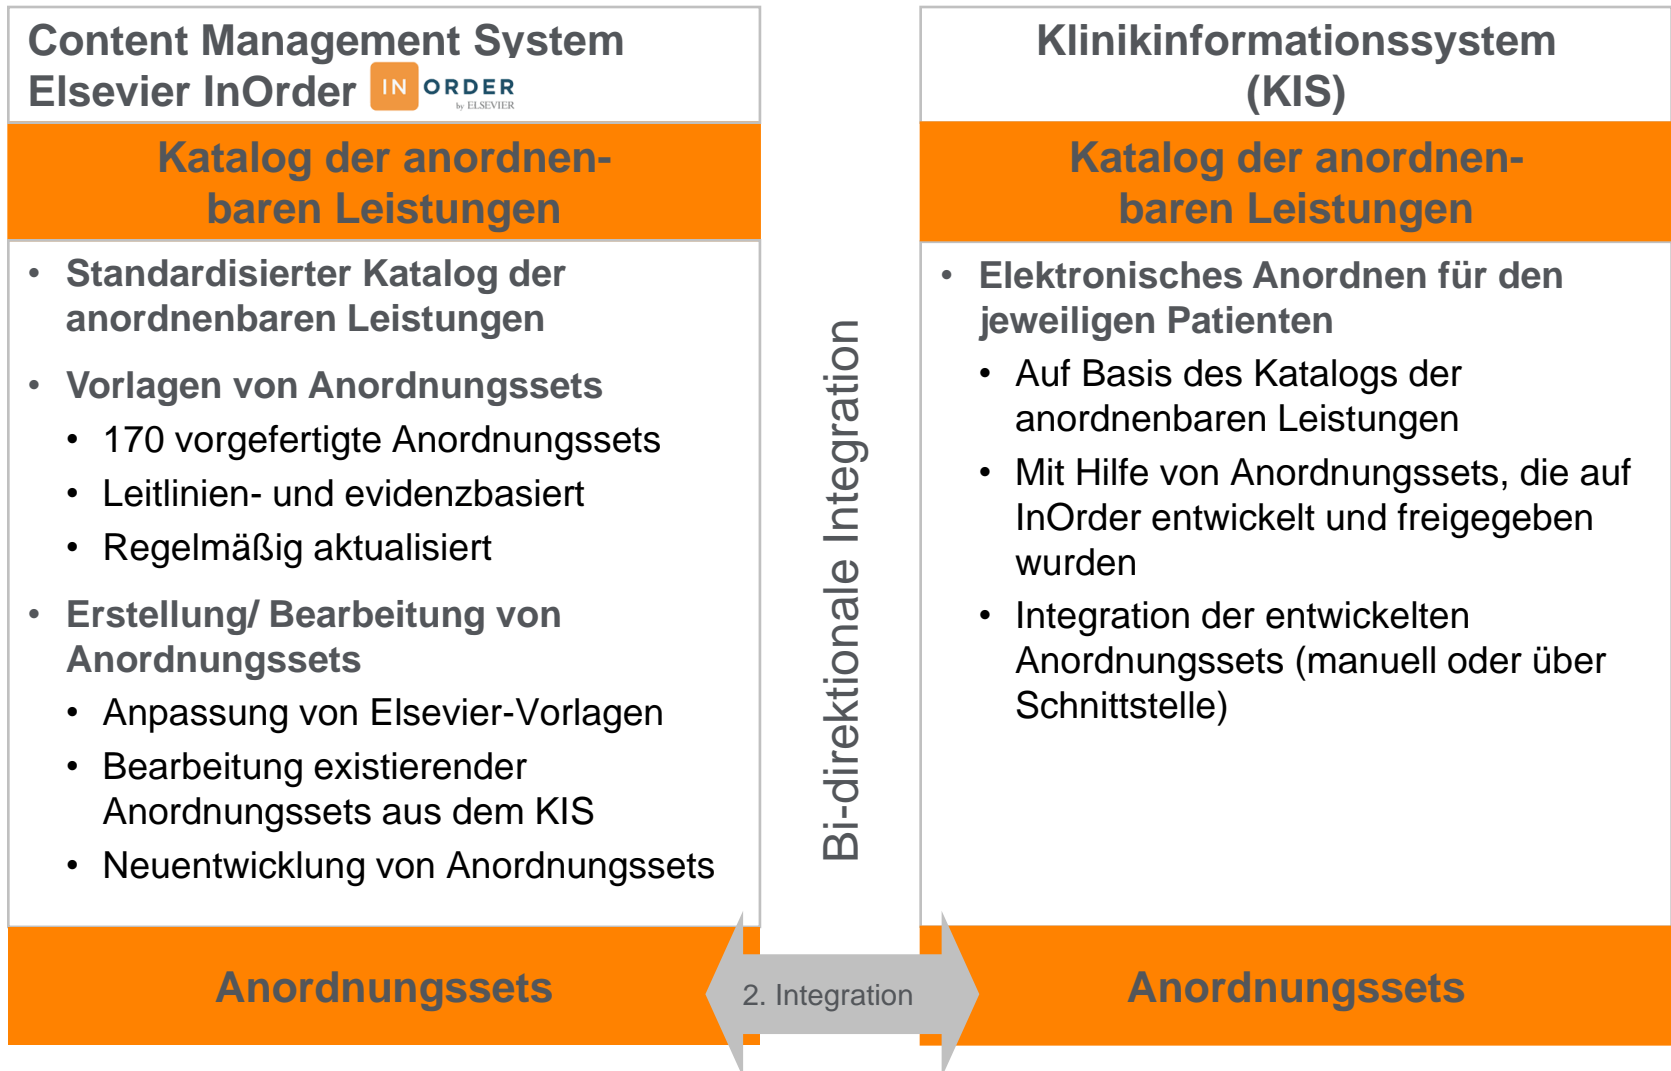 Content Management System
Elsevier InOrder IN ORDER
by ELSEVIER
Katalog der anordnen-
baren Leistungen
• Standardisierter Katalog der
anordnenbaren Leistungen
• Vorlagen von Anordnungssets
• 170 vorgefertigte Anordnungssets
• Leitlinien- und evidenzbasiert
• Regelmäßig aktualisiert
• Erstellung/ Bearbeitung von
Anordnungssets
• Anpassung von Elsevier-Vorlagen
• Bearbeitung existierender
Anordnungssets aus dem KIS
• Neuentwicklung von Anordnungssets
Anordnungssets
Bi-direktionale Integration
2. Integration
Klinikinformationssystem
(KIS)
Katalog der anordnen-
baren Leistungen
• Elektronisches Anordnen für den
jeweiligen Patienten
• Auf Basis des Katalogs der
anordnenbaren Leistungen
• Mit Hilfe von Anordnungssets, die auf
InOrder entwickelt und freigegeben
wurden
• Integration der entwickelten
Anordnungssets (manuell oder über
Schnittstelle)
Anordnungssets